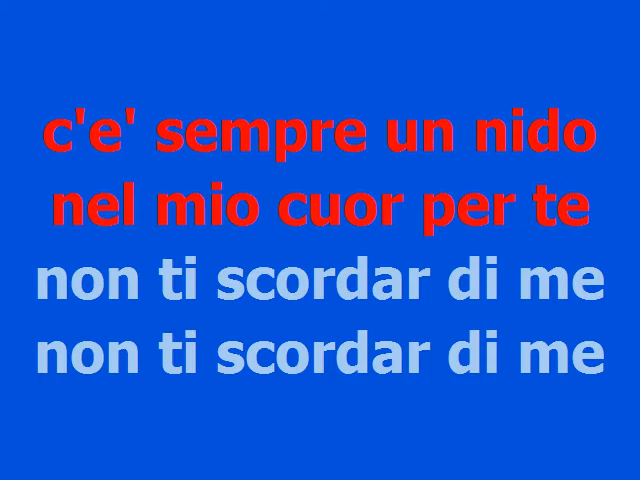 c'e' sempre un nido
nel mio cuor per te
non ti scordar di me
non ti scordar di me